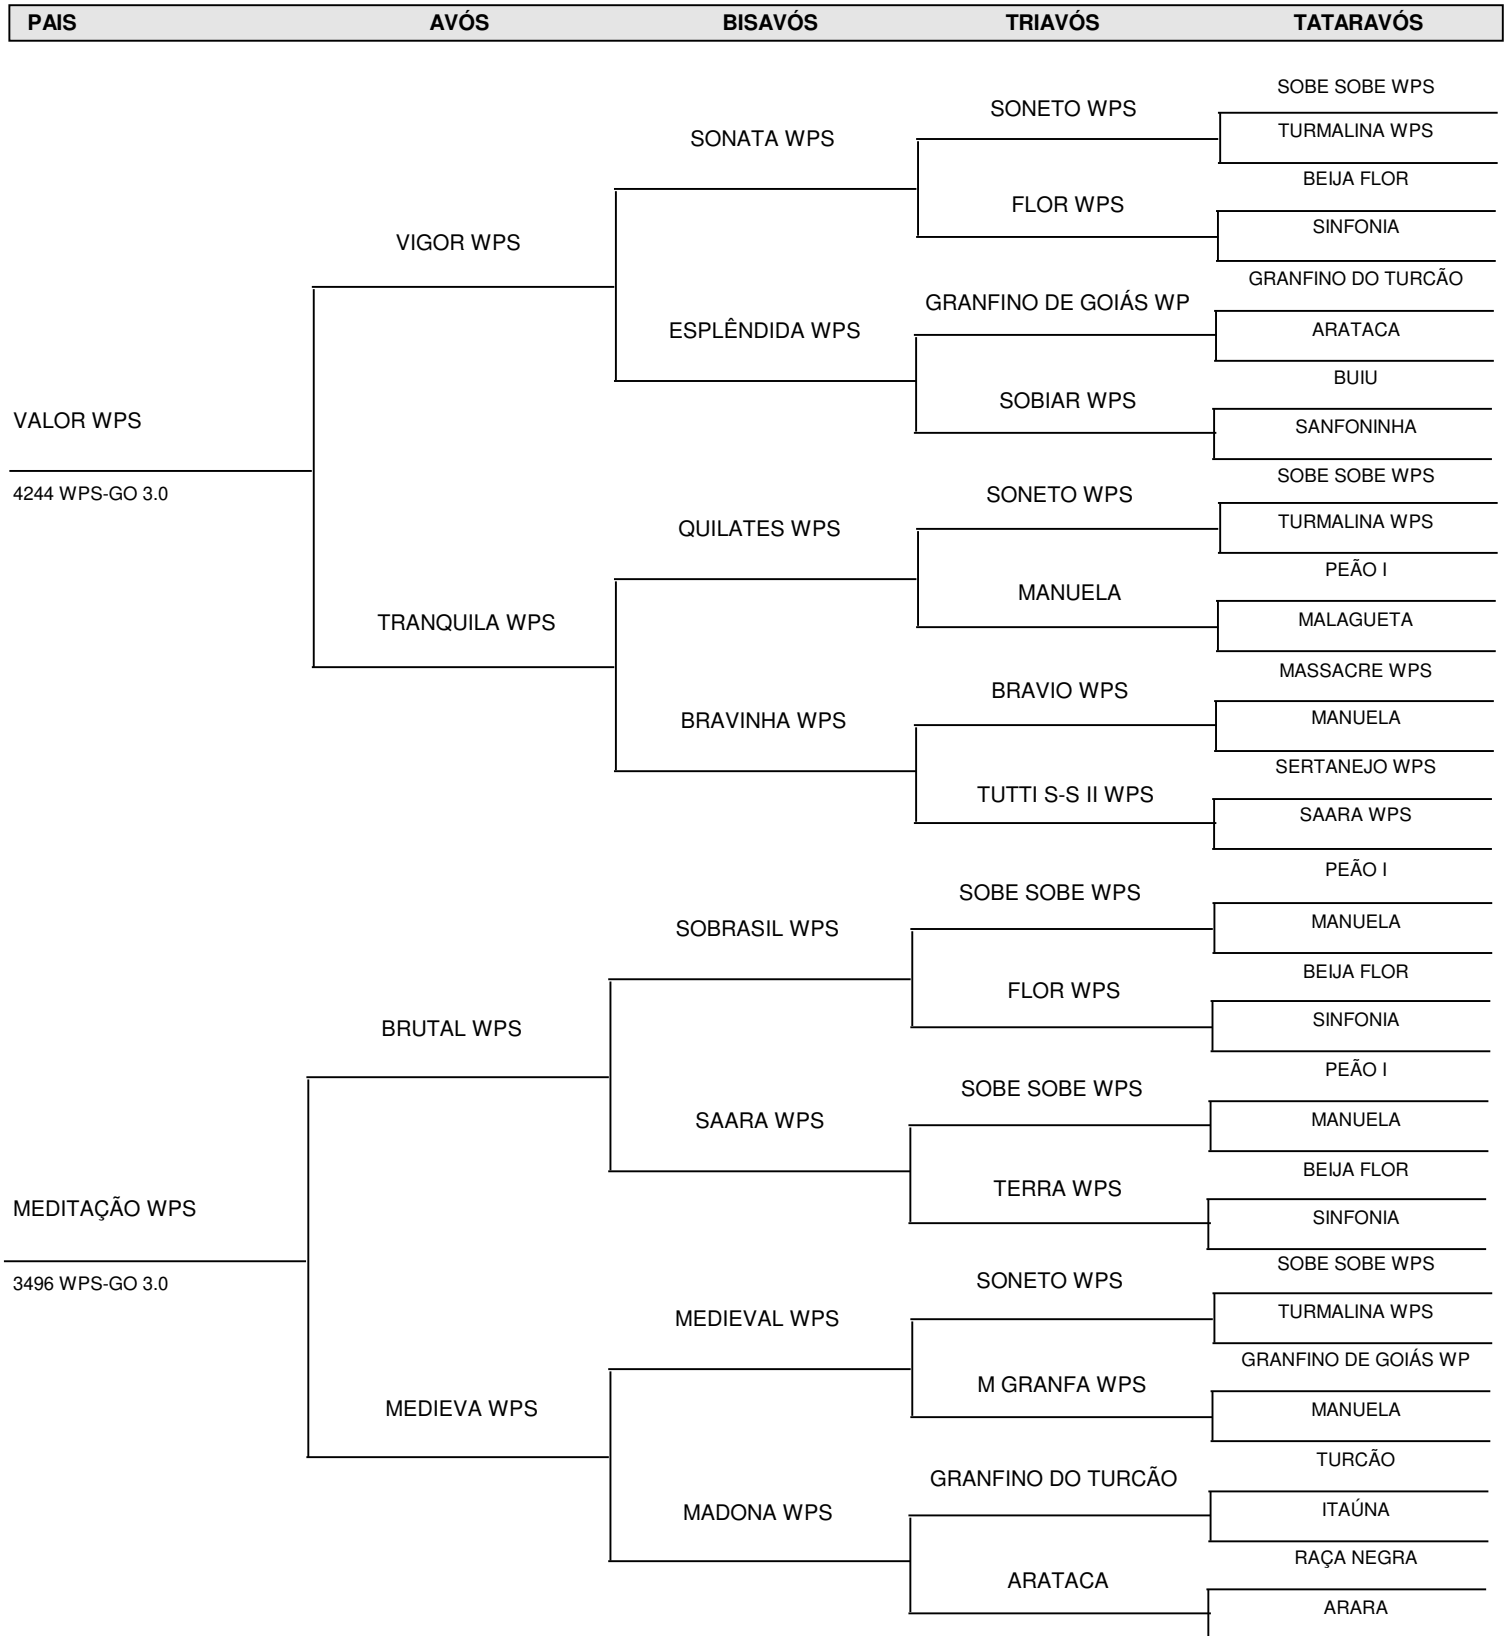 PAIS AVÓS BISAVÓS TRIAVÓS TATARAVÓS
SOBE SOBE WPS
SONETO WPS
TURMALINA WPS
SONATA WPS
BEIJA FLOR
FLOR WPS
SINFONIA
VIGOR WPS
GRANFINO DO TURCÃO
GRANFINO DE GOIÁS WP
ARATACA
ESPLÊNDIDA WPS
BUIU
SOBIAR WPS
SANFONINHA
VALOR WPS
4244 WPS-GO 3.0
SOBE SOBE WPS
SONETO WPS
TURMALINA WPS
QUILATES WPS
PEÃO I
MANUELA
MALAGUETA
TRANQUILA WPS
MASSACRE WPS
BRAVIO WPS
MANUELA
BRAVINHA WPS
SERTANEJO WPS
TUTTI S-S II WPS
SAARA WPS
PEÃO I
SOBE SOBE WPS
MANUELA
SOBRASIL WPS
BEIJA FLOR
FLOR WPS
SINFONIA
BRUTAL WPS
PEÃO I
SOBE SOBE WPS
MANUELA
SAARA WPS
BEIJA FLOR
TERRA WPS
SINFONIA
MEDITAÇÃO WPS
3496 WPS-GO 3.0
SOBE SOBE WPS
SONETO WPS
TURMALINA WPS
MEDIEVAL WPS
GRANFINO DE GOIÁS WP
M GRANFA WPS
MANUELA
MEDIEVA WPS
TURCÃO
GRANFINO DO TURCÃO
ITAÚNA
MADONA WPS
RAÇA NEGRA
ARATACA
ARARA